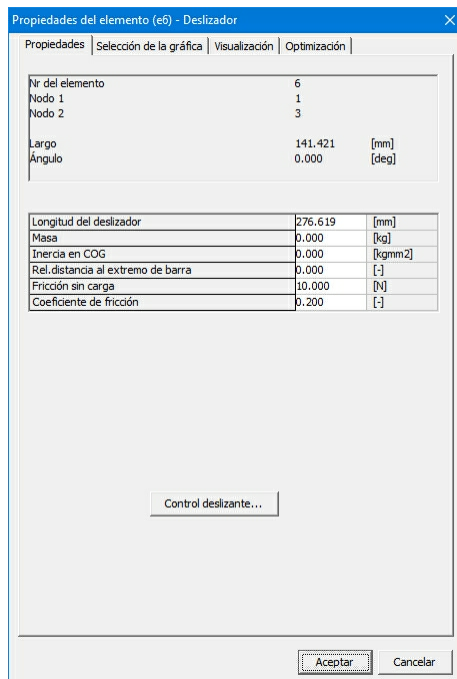 Propiedades del elemento (e6) - Deslizador
Propiedades Selección de la gráfica Visualización Optimización
Nr del elemento 6
Nodo 1 1
Nodo 2 3
Largo 141.421 [mm]
Ángulo 0.000 [deg]
Longitud del deslizador 276.619 [mm]
Masa 0.000 [kg]
Inercia en COG 0.000 [kgmm2]
Rel.distancia al extremo de barra 0.000 [-]
Fricción sin carga 10.000 [N]
Coeficiente de fricción 0.200 [-]
Control deslizante...
Aceptar Cancelar